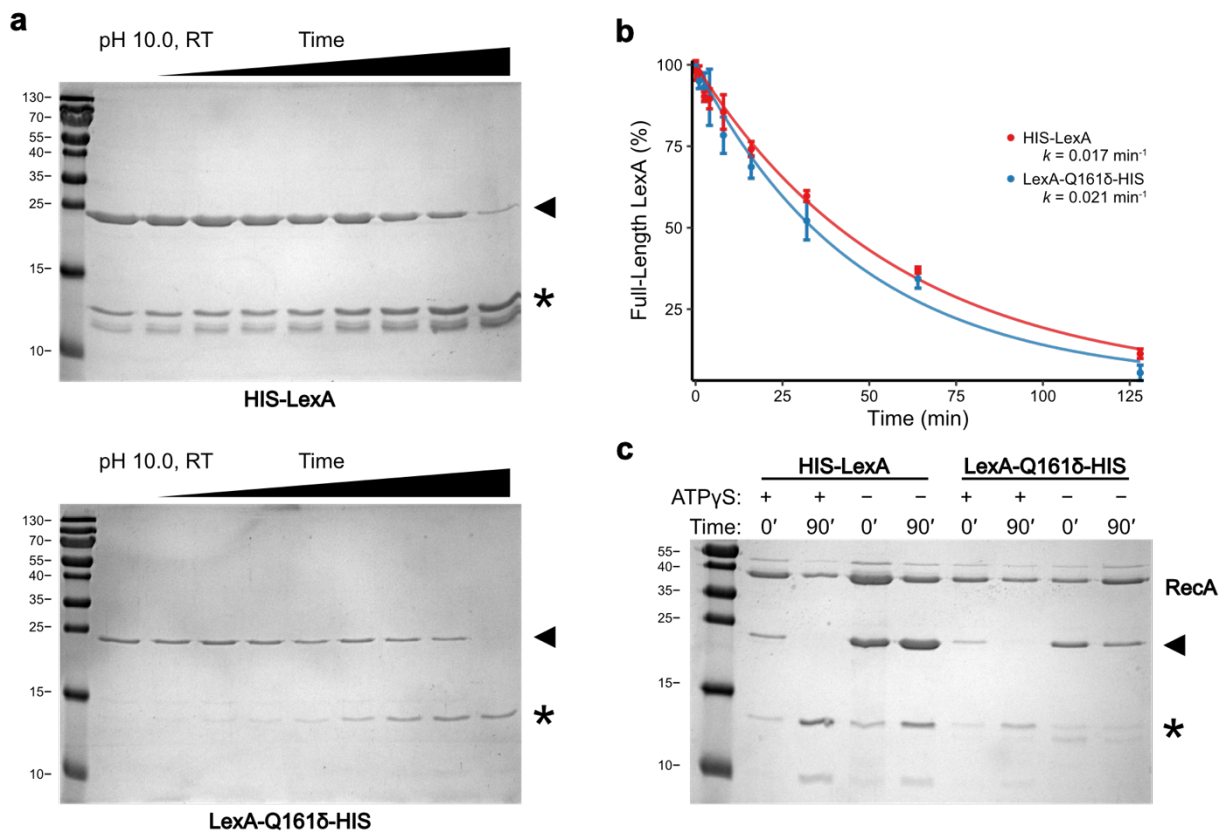 a
pH 10.0, RT Time
130–
70–
55–
40–
35–
25–
15–
10–
*
HIS-LexA
pH 10.0, RT Time
130–
70–
55–
40–
35–
25–
15–
10–
*
LexA-Q161δ-HIS
b
Full-Length LexA (%)
100
75
50
25
0 25 50 75 100 125
Time (min)
HIS-LexA
k = 0.017 min⁻¹
LexA-Q161δ-HIS
k = 0.021 min⁻¹
c
HIS-LexA LexA-Q161δ-HIS
ATPγS: + + – – + + – –
Time: 0′ 90′ 0′ 90′ 0′ 90′ 0′ 90′
55–
40–
35–
25–
15–
10–
RecA
*